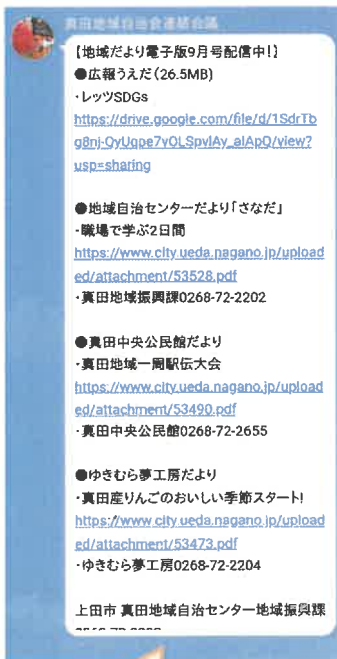 真田地域自治会連絡会議
【地域だより電子版9月号配信中!】
●広報うえだ(26.5MB)
・レッツSDGs
https://drive.google.com/file/d/1SdrTb
g8nj-QyUqpe7vOLSpvlAy_alApQ/view?
usp=sharing
●地域自治センターだより「さなだ」
・職場で学ぶ2日間
https://www.city.ueda.nagano.jp/upload
ed/attachment/53528.pdf
・真田地域振興課0268-72-2202
●真田中央公民館だより
・真田地域一周駅伝大会
https://www.city.ueda.nagano.jp/upload
ed/attachment/53490.pdf
・真田中央公民館0268-72-2655
●ゆきむら夢工房だより
・真田産りんごのおいしい季節スタート!
https://www.city.ueda.nagano.jp/upload
ed/attachment/53473.pdf
・ゆきむら夢工房0268-72-2204
上田市 真田地域自治センター地域振興課